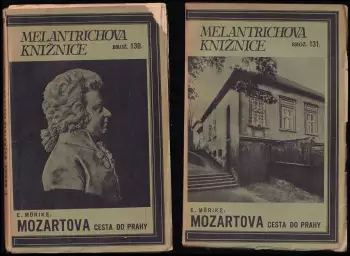 MELANTRICHOVA
KNIŽNICE
SVAZ. 130.
E. MÖRIKE:
MOZARTOVA CESTA DO PRAHY
MELANTRICHOVA
KNIŽNICE
SVAZ. 131.
E. MÖRIKE:
MOZARTOVA CESTA DO PRAHY